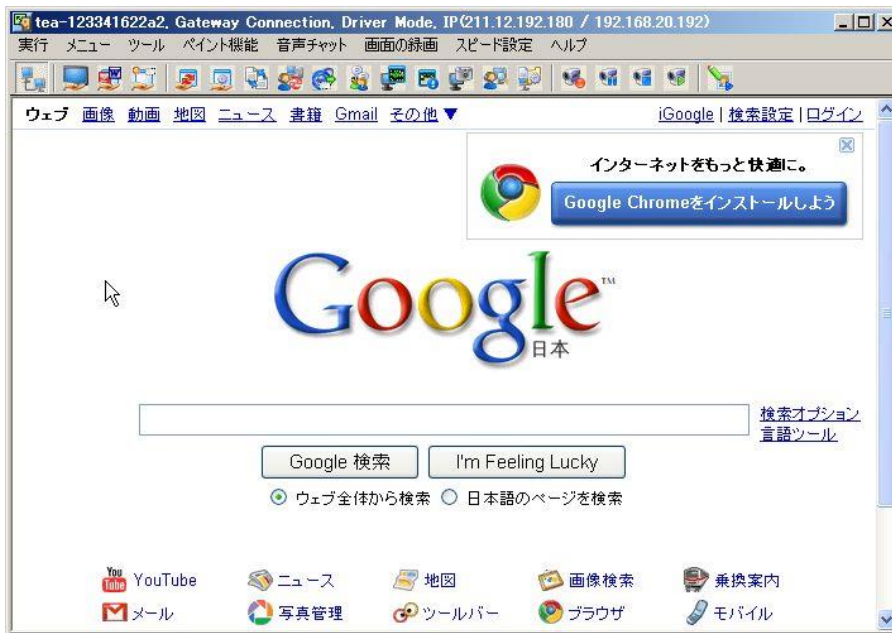 tea-123341622a2, Gateway Connection, Driver Mode, IP(211.12.192.180 / 192.168.20.192)
実行 メニュー ツール ペイント機能 音声チャット 画面の録画 スピード設定 ヘルプ
ウェブ 画像 動画 地図 ニュース 書籍 Gmail その他 ▼ iGoogle | 検索設定 | ログイン
インターネットをもっと快適に。
Google Chromeをインストールしよう
Google™
日本
検索オプション
言語ツール
Google 検索 I'm Feeling Lucky
ウェブ全体から検索 日本語のページを検索
You Tube YouTube ニュース 地図 画像検索 乗換案内
メール 写真管理 ツールバー ブラウザ モバイル